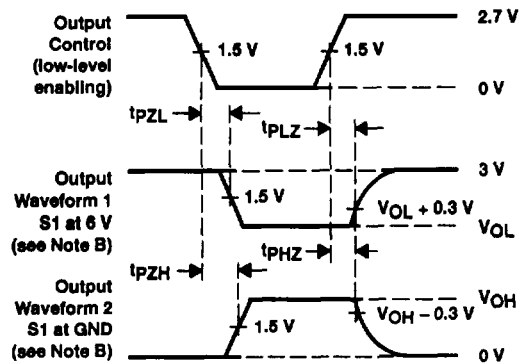 Output
Control
(low-level
enabling)
1.5 V
1.5 V
2.7 V
0 V
tPZL
tPLZ
Output
Waveform 1
S1 at 6 V
(see Note B)
1.5 V
3 V
VOL + 0.3 V
VOL
tPZH
tPHZ
Output
Waveform 2
S1 at GND
(see Note B)
1.5 V
VOH
VOH – 0.3 V
0 V